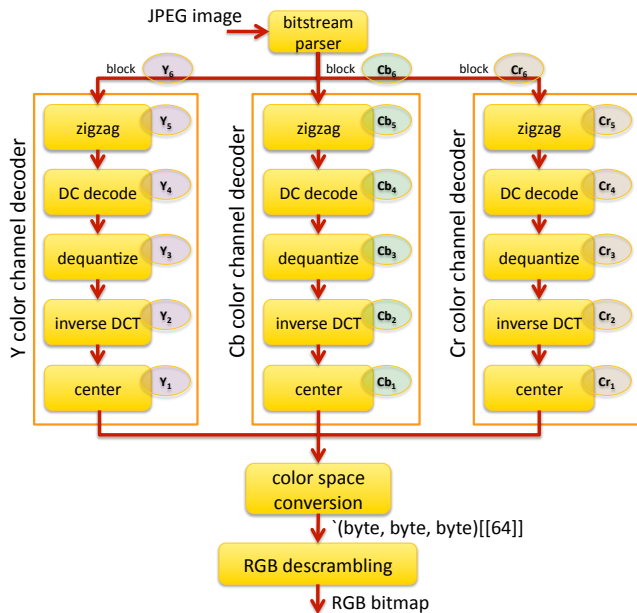 JPEG image
bitstream
parser
block Y₆ block Cb₆ block Cr₆
Y color channel decoder
zigzag Y₅
DC decode Y₄
dequantize Y₃
inverse DCT Y₂
center Y₁
Cb color channel decoder
zigzag Cb₅
DC decode Cb₄
dequantize Cb₃
inverse DCT Cb₂
center Cb₁
Cr color channel decoder
zigzag Cr₅
DC decode Cr₄
dequantize Cr₃
inverse DCT Cr₂
center Cr₁
color space
conversion
`(byte, byte, byte)[[64]]
RGB descrambling
RGB bitmap